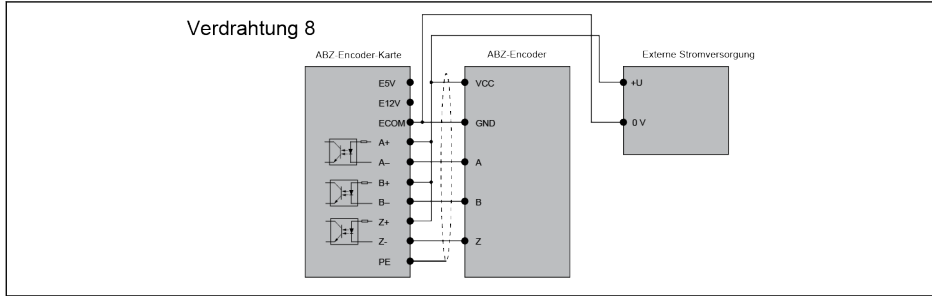 Verdrahtung 8
ABZ-Encoder-Karte
ABZ-Encoder
Externe Stromversorgung
E5V
VCC
+U
E12V
ECOM
GND
0 V
A+
A–
A
B+
B–
B
Z+
Z-
Z
PE